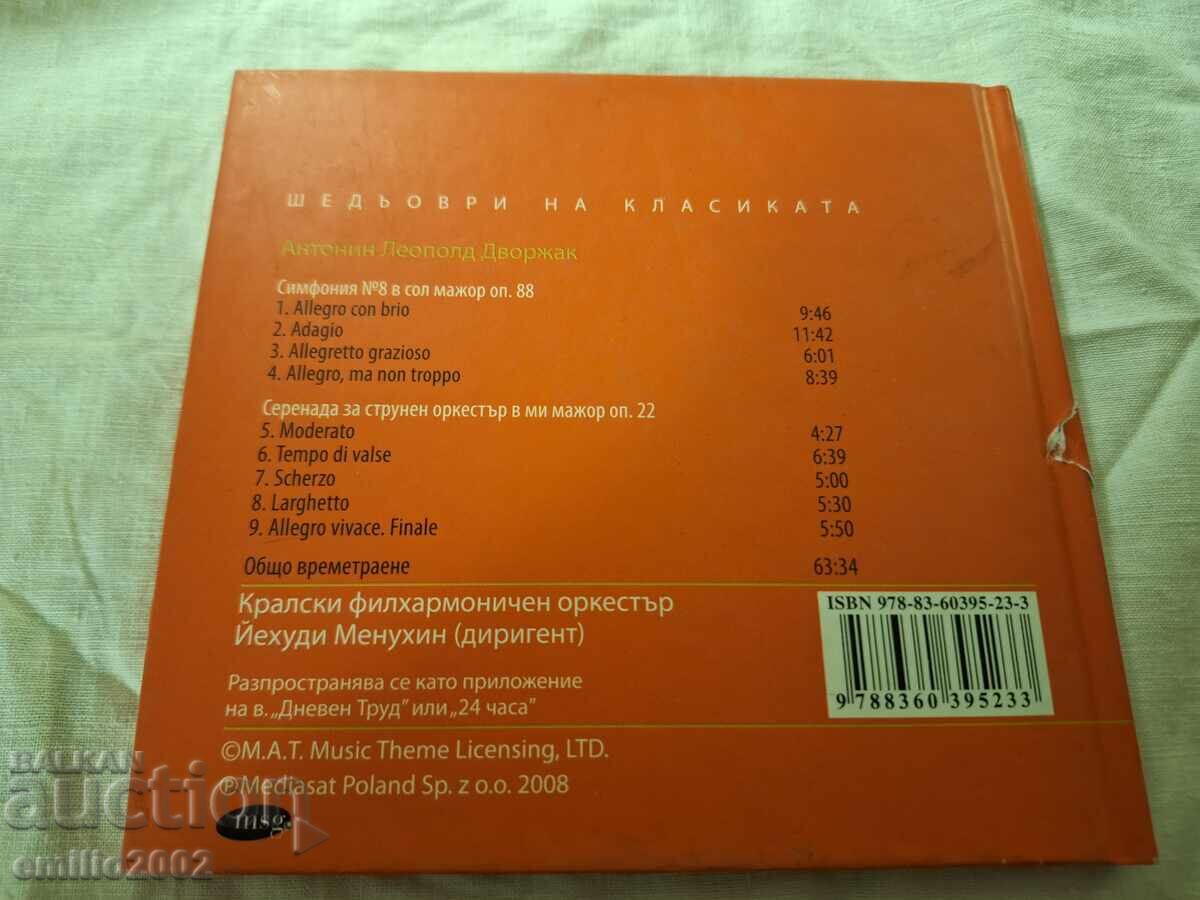 ШЕДЬОВРИ НА КЛАСИКАТА
Антонин Леополд Дворжак
Симфония №8 в сол мажор оп. 88
1. Allegro con brio 9:46
2. Adagio 11:42
3. Allegretto grazioso 6:01
4. Allegro, ma non troppo 8:39
Серенада за струнен оркестър в ми мажор оп. 22
5. Moderato 4:27
6. Tempo di valse 6:39
7. Scherzo 5:00
8. Larghetto 5:30
9. Allegro vivace. Finale 5:50
Общо времетраене 63:34
Кралски филхармоничен оркестър
Йехуди Менухин (диригент)
ISBN 978-83-60395-23-3
9 788360 395233
Разпространява се като приложение
на в. „Дневен Труд" или „24 часа"
©M.A.T. Music Theme Licensing, LTD.
℗Mediasat Poland Sp. z o.o. 2008
msg.
БАЛКАН
auction
emilio2002